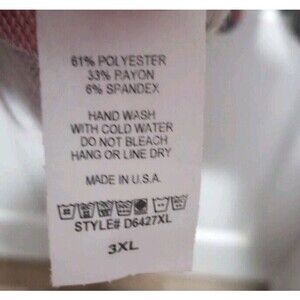 61% POLYESTER
33% RAYON
6% SPANDEX
HAND WASH
WITH COLD WATER
DO NOT BLEACH
HANG OR LINE DRY
MADE IN U.S.A.
STYLE# D6427XL
3XL